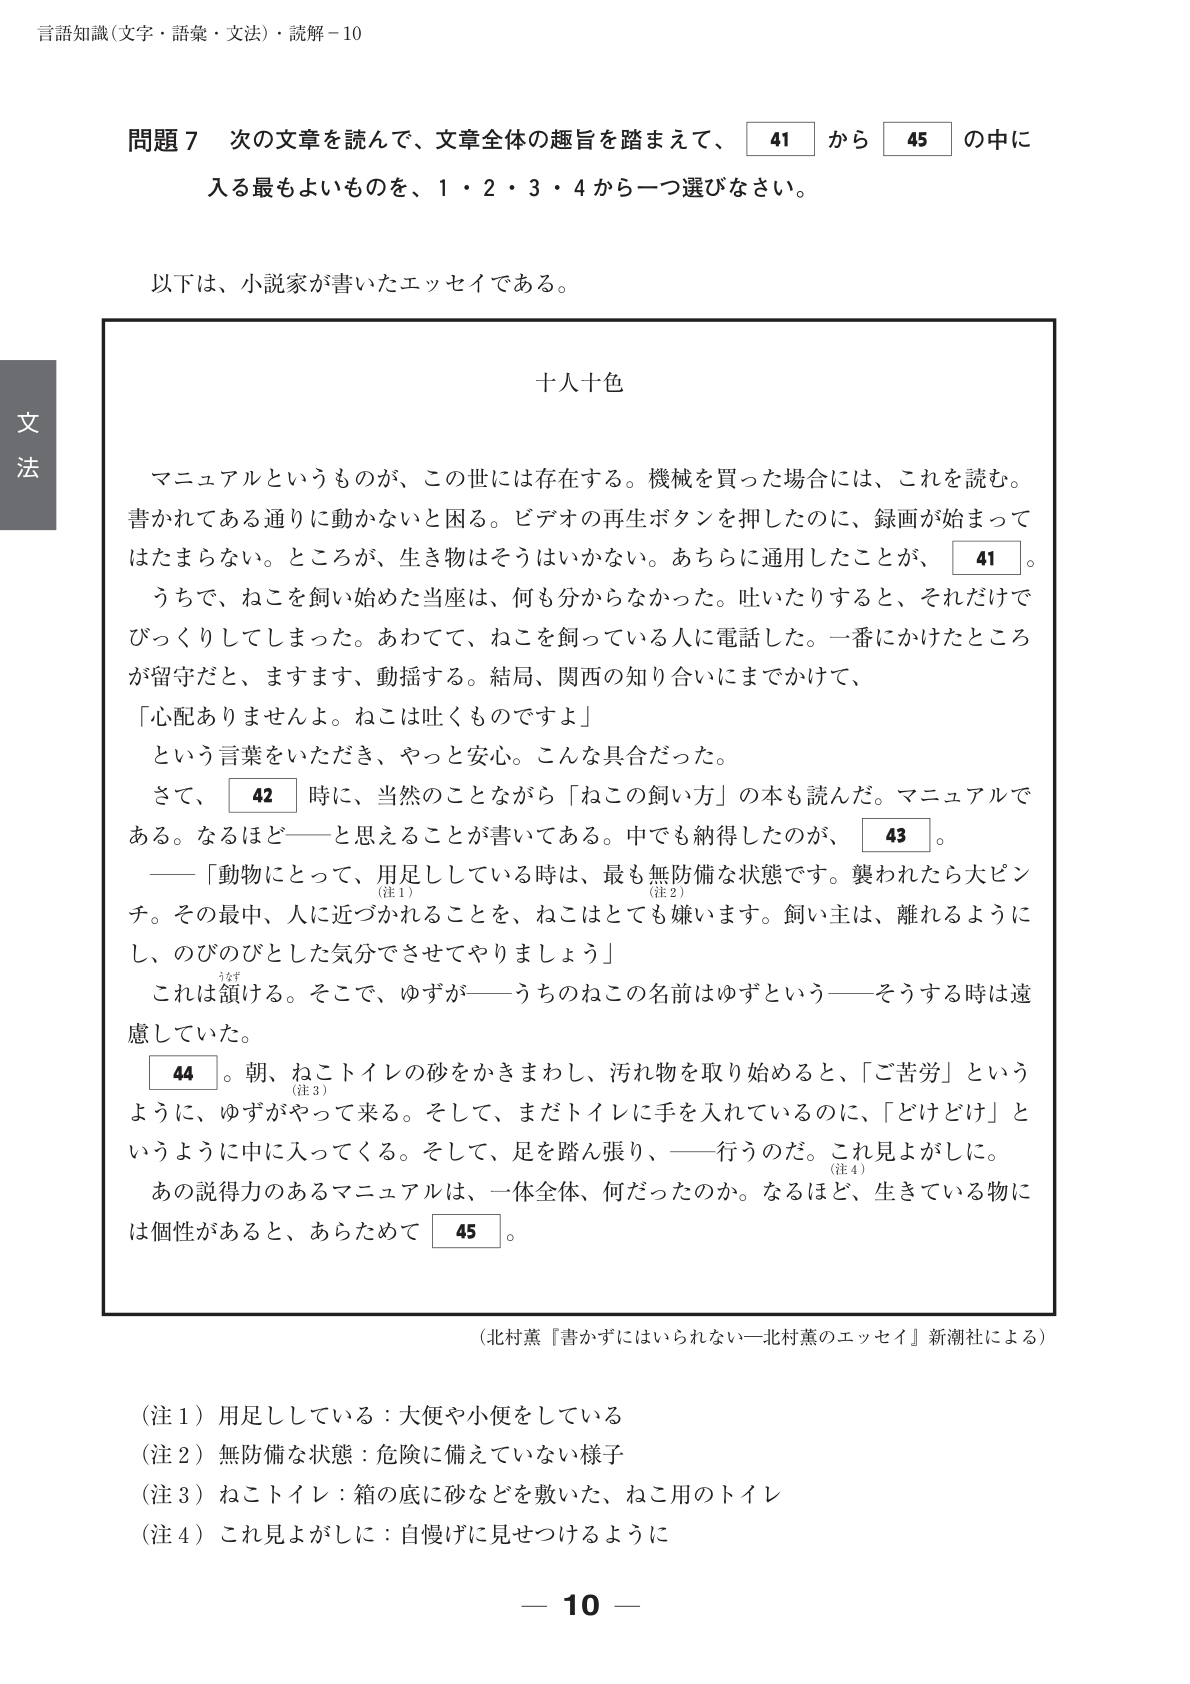 言語知識(文字・語彙・文法)・読解－10
問題7　次の文章を読んで、文章全体の趣旨を踏まえて、 41 から 45 の中に
入る最もよいものを、1・2・3・4から一つ選びなさい。
以下は、小説家が書いたエッセイである。
文法
十人十色
マニュアルというものが、この世には存在する。機械を買った場合には、これを読む。
書かれてある通りに動かないと困る。ビデオの再生ボタンを押したのに、録画が始まって
はたまらない。ところが、生き物はそうはいかない。あちらに通用したことが、 41 。
うちで、ねこを飼い始めた当座は、何も分からなかった。吐いたりすると、それだけで
びっくりしてしまった。あわてて、ねこを飼っている人に電話した。一番にかけたところ
が留守だと、ますます、動揺する。結局、関西の知り合いにまでかけて、
「心配ありませんよ。ねこは吐くものですよ」
という言葉をいただき、やっと安心。こんな具合だった。
さて、 42 時に、当然のことながら「ねこの飼い方」の本も読んだ。マニュアルで
ある。なるほど――と思えることが書いてある。中でも納得したのが、 43 。
――「動物にとって、用足ししている時は、最も無防備な状態です。襲われたら大ピン
(注1) (注2)
チ。その最中、人に近づかれることを、ねこはとても嫌います。飼い主は、離れるように
し、のびのびとした気分でさせてやりましょう」
うなず
これは頷ける。そこで、ゆずが――うちのねこの名前はゆずという――そうする時は遠
慮していた。
44 。朝、ねこトイレの砂をかきまわし、汚れ物を取り始めると、「ご苦労」という
(注3)
ように、ゆずがやって来る。そして、まだトイレに手を入れているのに、「どけどけ」と
いうように中に入ってくる。そして、足を踏ん張り、――行うのだ。これ見よがしに。
(注4)
あの説得力のあるマニュアルは、一体全体、何だったのか。なるほど、生きている物に
は個性があると、あらためて 45 。
（北村薫『書かずにはいられない―北村薫のエッセイ』新潮社による）
（注1）用足ししている：大便や小便をしている
（注2）無防備な状態：危険に備えていない様子
（注3）ねこトイレ：箱の底に砂などを敷いた、ねこ用のトイレ
（注4）これ見よがしに：自慢げに見せつけるように
— 10 —